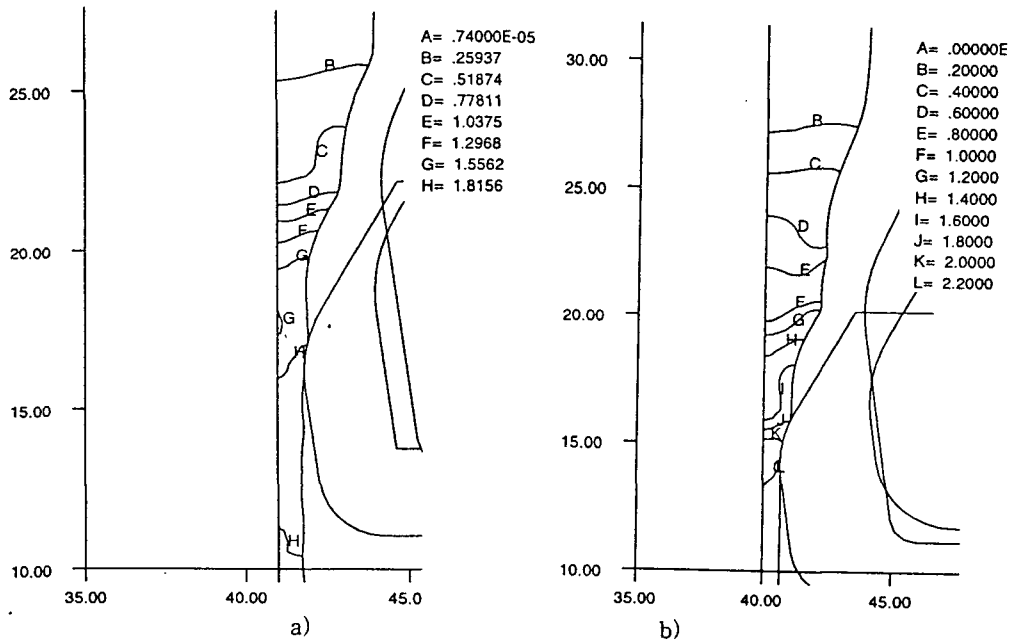 A= .74000E-05
B= .25937
C= .51874
D= .77811
E= 1.0375
F= 1.2968
G= 1.5562
H= 1.8156
25.00
20.00
15.00
10.00
35.00
40.00
45.0
B
C
D
E
F
G
G
H
H
a)
A= .00000E
B= .20000
C= .40000
D= .60000
E= .80000
F= 1.0000
G= 1.2000
H= 1.4000
I= 1.6000
J= 1.8000
K= 2.0000
L= 2.2000
30.00
25.00
20.00
15.00
10.00
35.00
40.00
45.00
B
C
D
E
F
G
H
I
K
L
b)